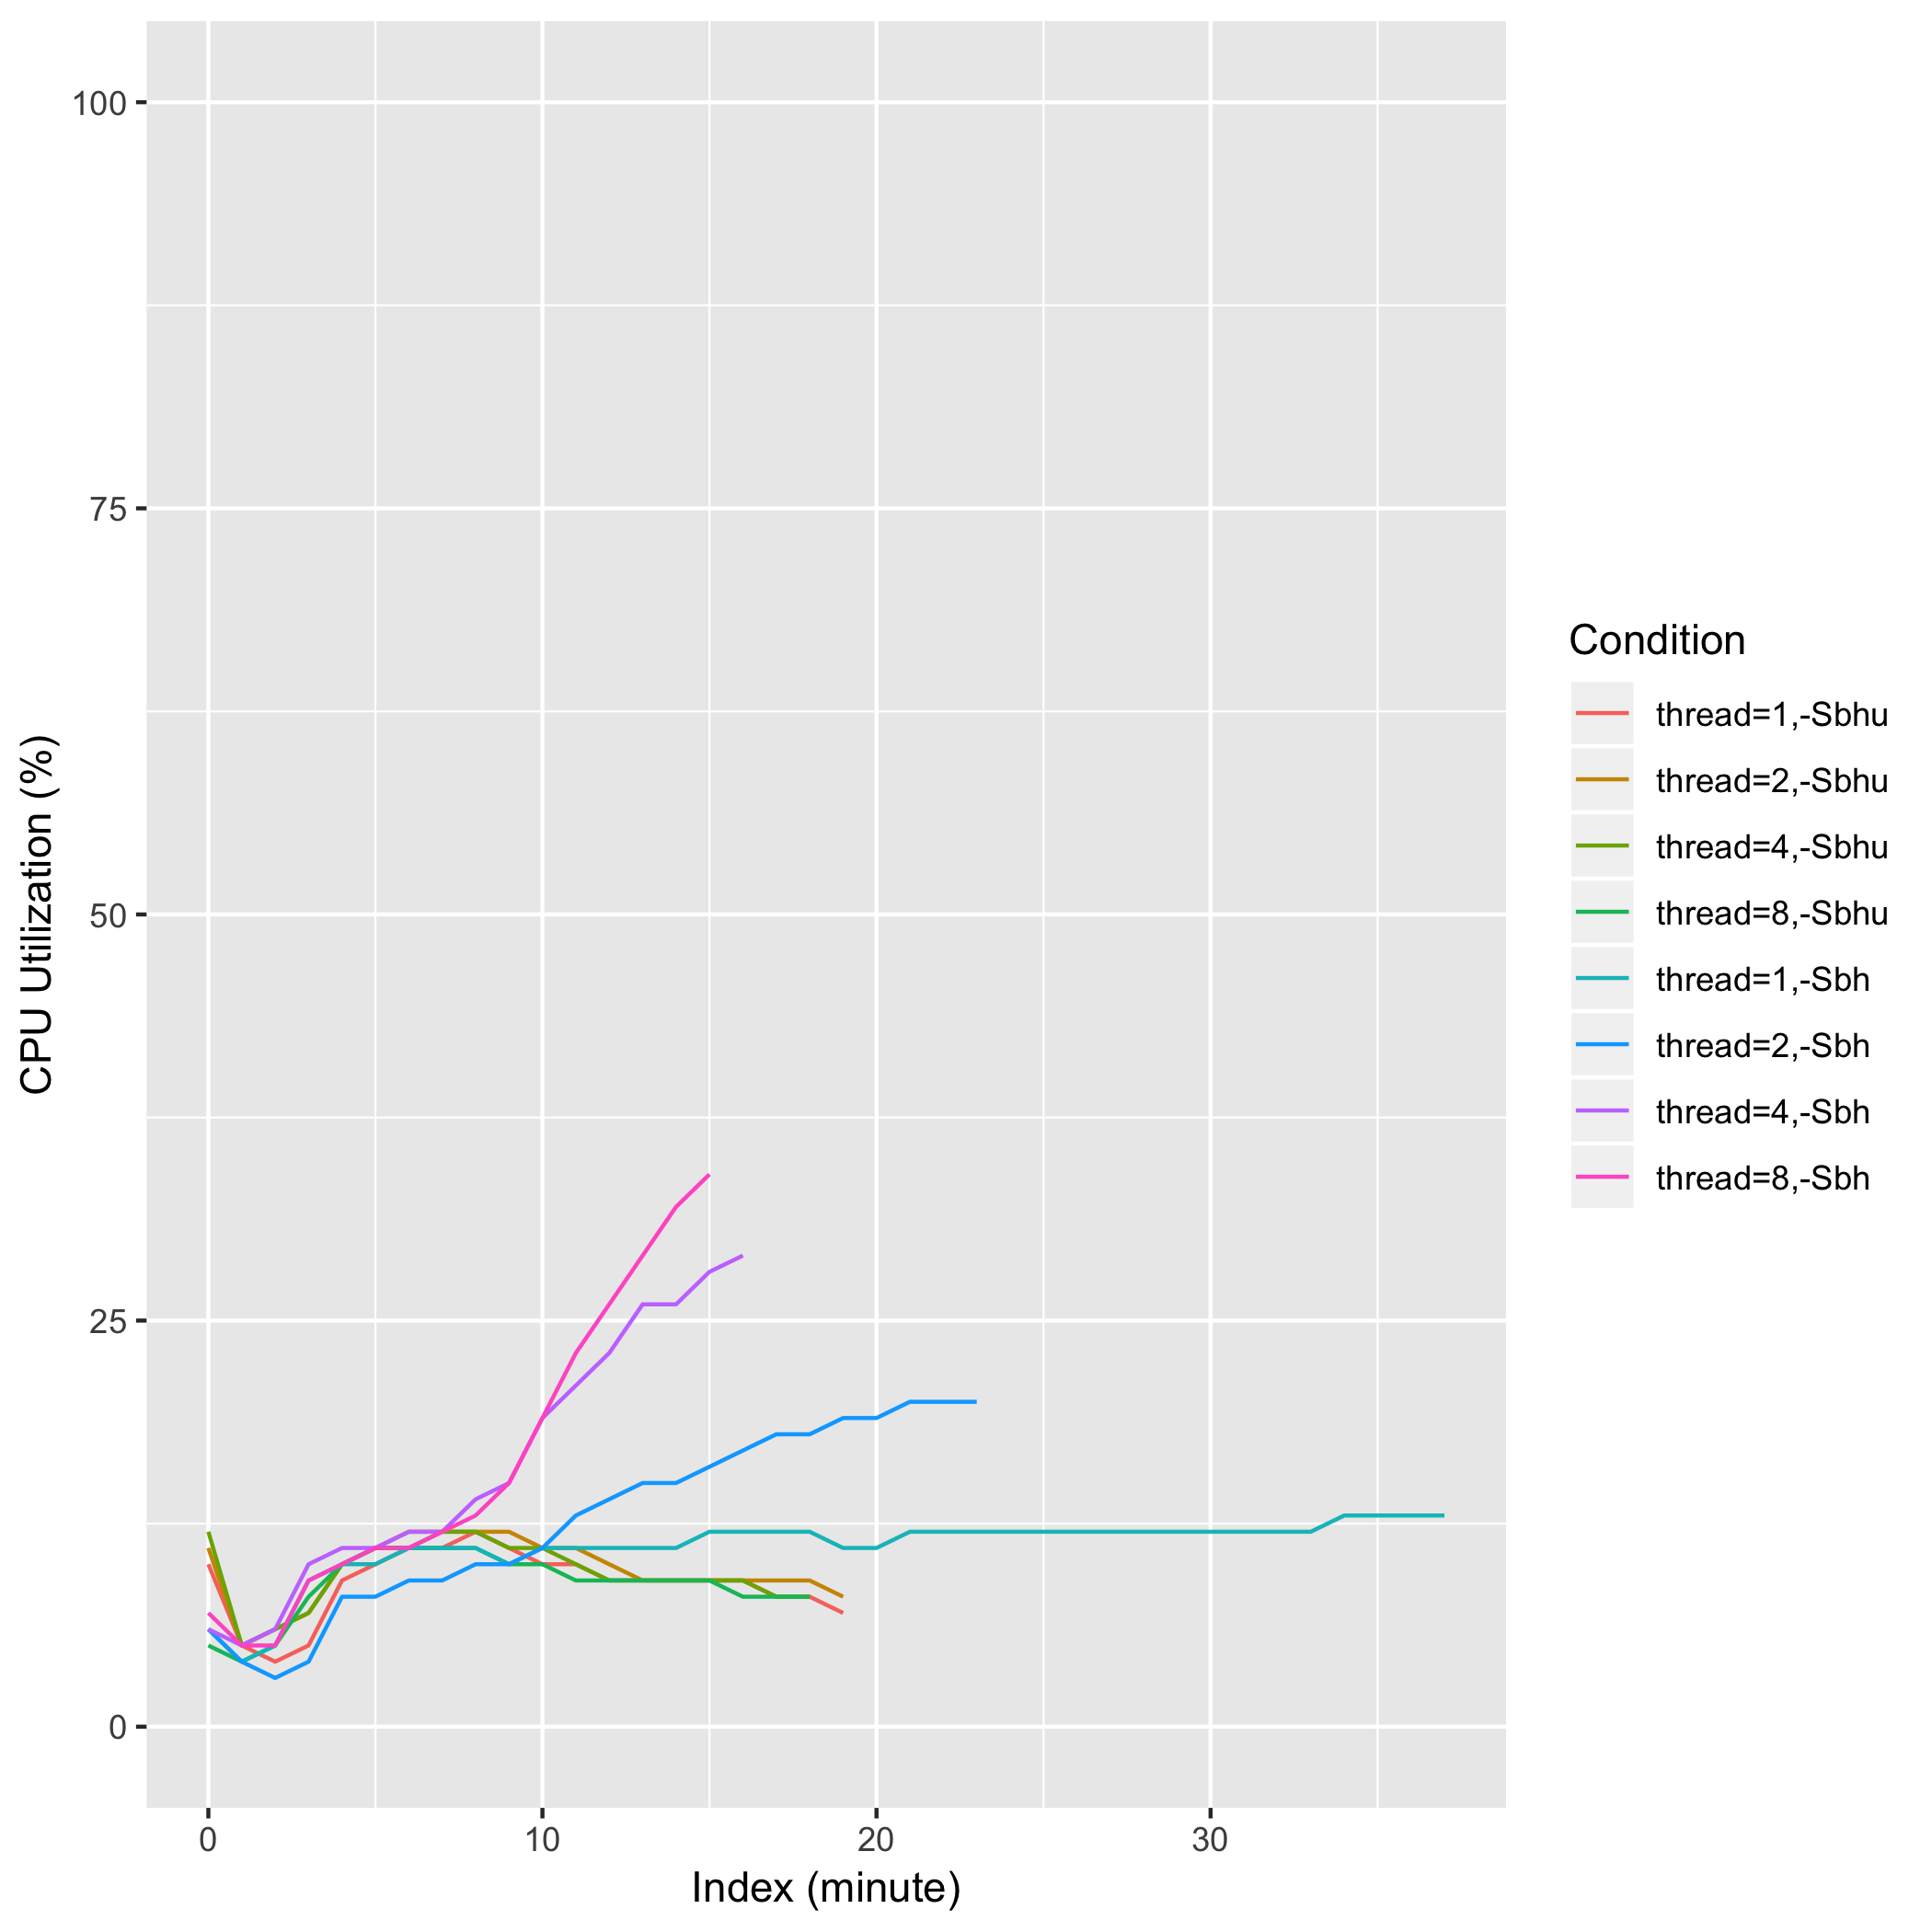 100
75
50
25
0
CPU Utilization (%)
0 10 20 30
Index (minute)
Condition
thread=1,-Sbhu
thread=2,-Sbhu
thread=4,-Sbhu
thread=8,-Sbhu
thread=1,-Sbh
thread=2,-Sbh
thread=4,-Sbh
thread=8,-Sbh